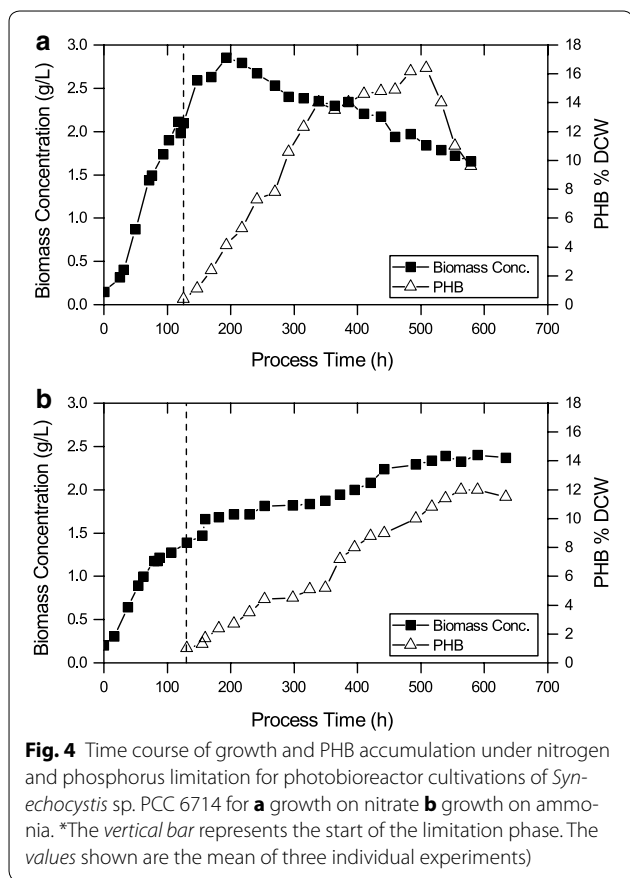 a
3.0
2.5
2.0
1.5
1.0
0.5
0.0
Biomass Concentration (g/L)
18
16
14
12
10
8
6
4
2
0
PHB % DCW
Biomass Conc.
PHB
0 100 200 300 400 500 600 700
Process Time (h)
b
3.0
2.5
2.0
1.5
1.0
0.5
0.0
Biomass Concentration (g/L)
18
16
14
12
10
8
6
4
2
0
PHB % DCW
Biomass Conc.
PHB
0 100 200 300 400 500 600 700
Process Time (h)
Fig. 4 Time course of growth and PHB accumulation under nitrogen
and phosphorus limitation for photobioreactor cultivations of Syn-
echocystis sp. PCC 6714 for a growth on nitrate b growth on ammo-
nia. *The vertical bar represents the start of the limitation phase. The
values shown are the mean of three individual experiments)